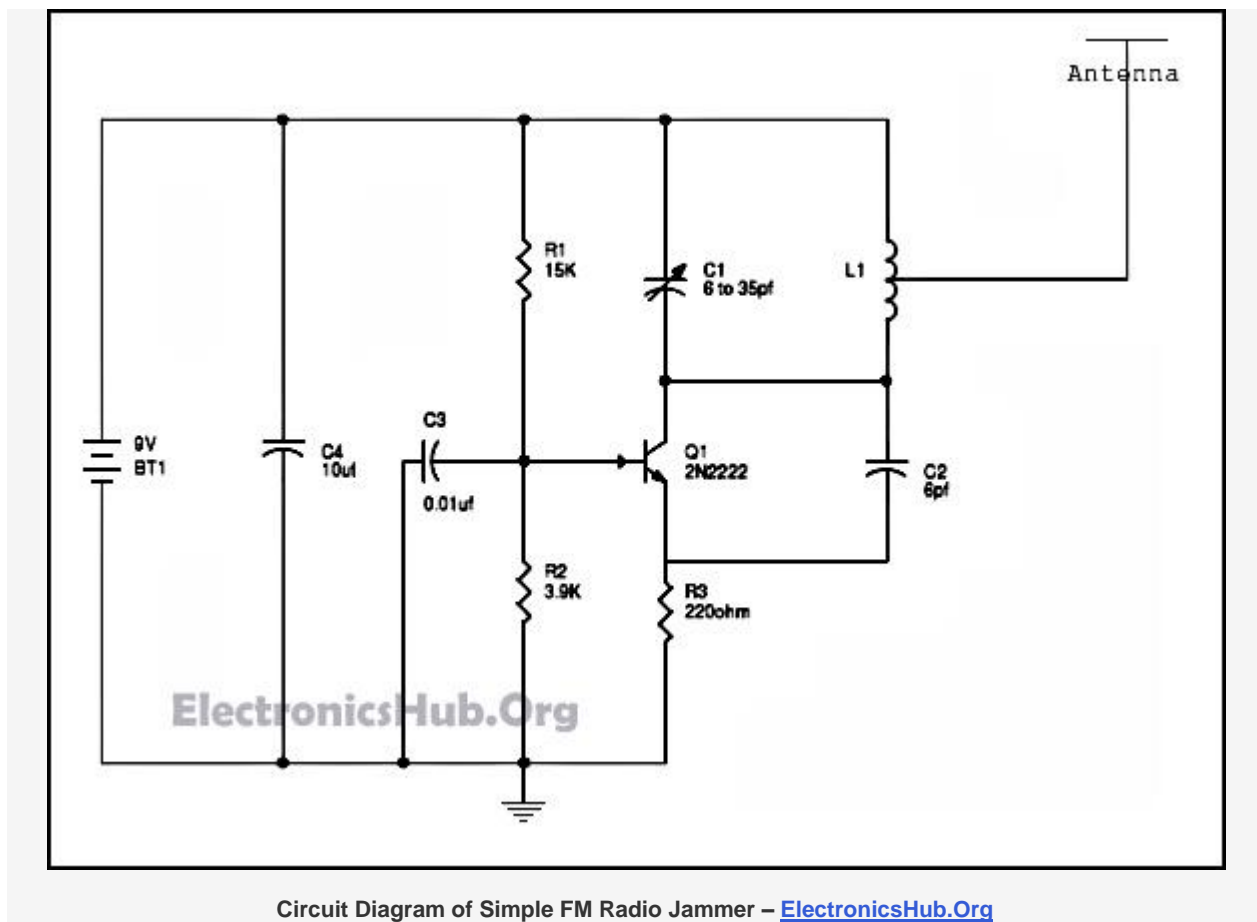 Antenna
R1
15K
C1
6 to 35pf
L1
C3
9V
BT1
C4
10uf
0.01uf
Q1
2N2222
C2
6pf
R2
3.9K
R3
220ohm
ElectronicsHub.Org
Circuit Diagram of Simple FM Radio Jammer – ElectronicsHub.Org